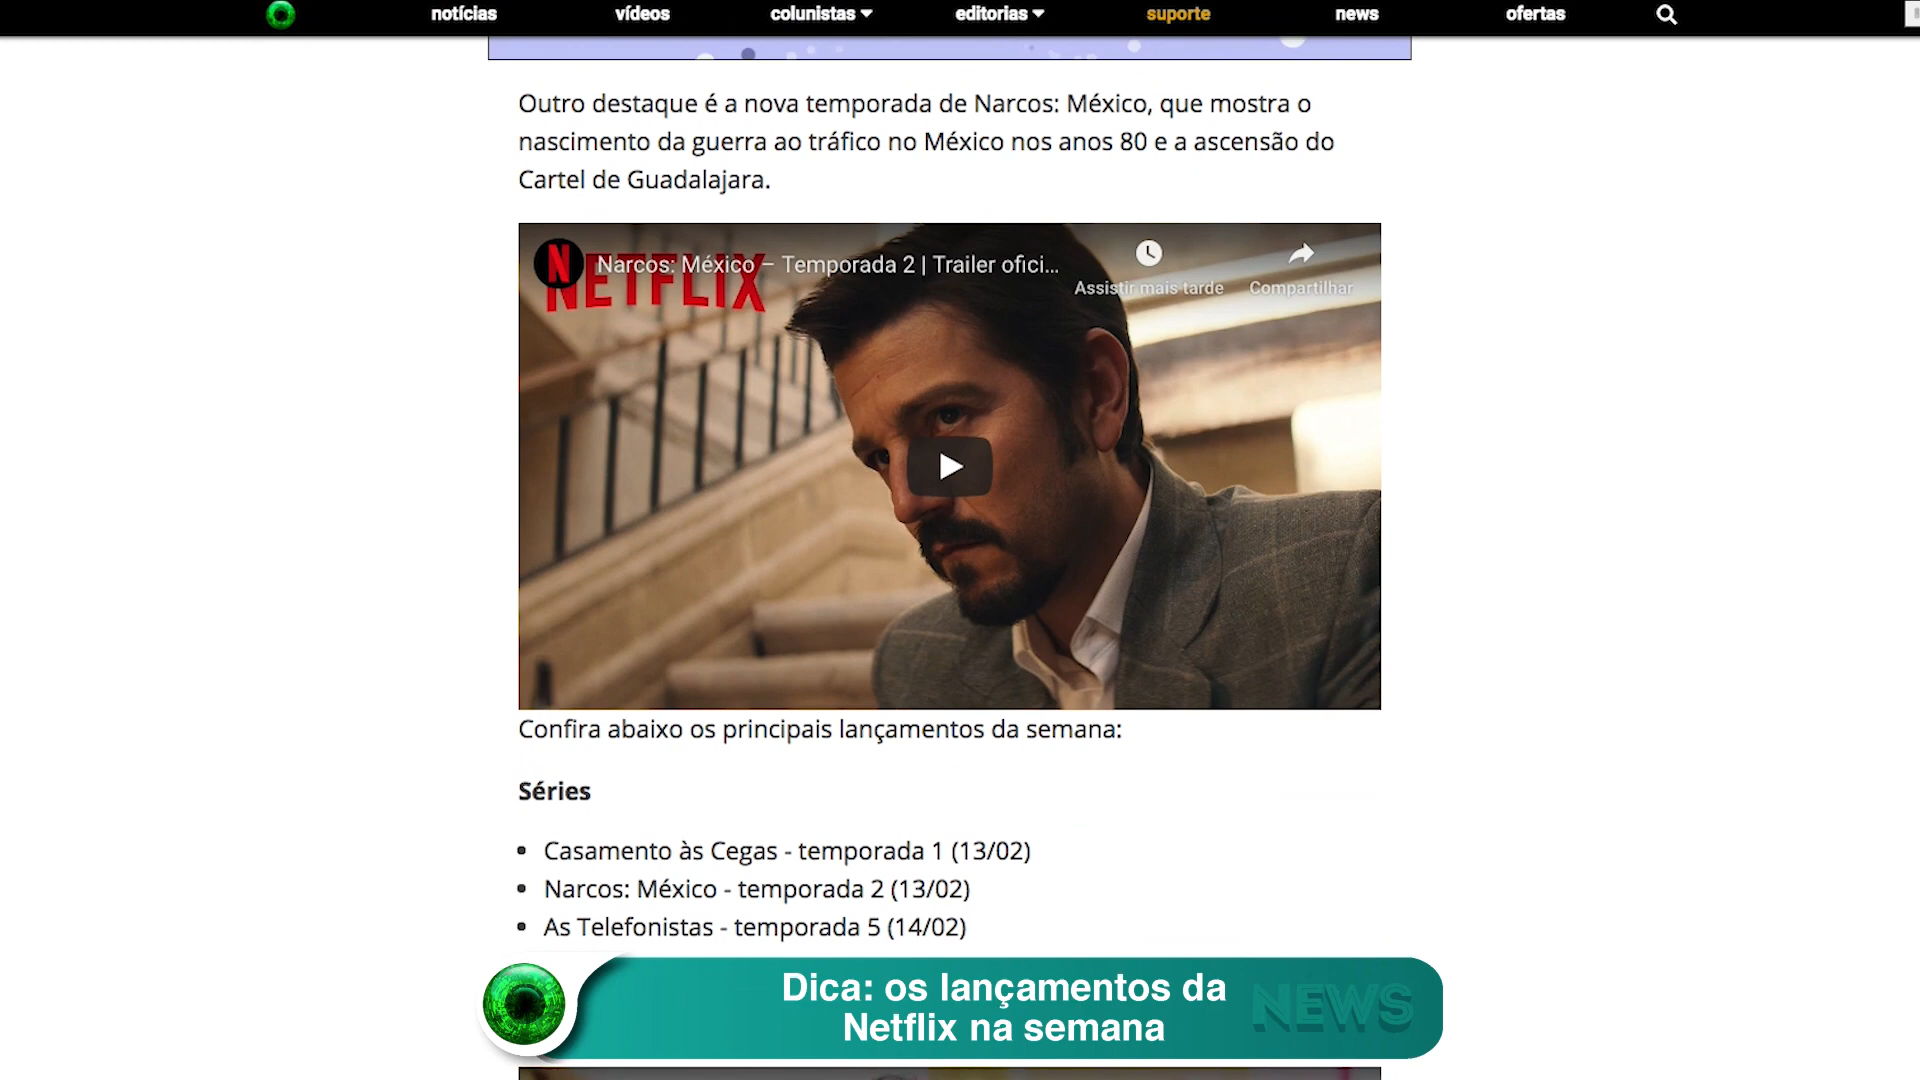 notícias vídeos colunistas editorias suporte news ofertas
Outro destaque é a nova temporada de Narcos: México, que mostra o
nascimento da guerra ao tráfico no México nos anos 80 e a ascensão do
Cartel de Guadalajara.
NETFLIX
Narcos: México – Temporada 2 | Trailer ofici...
Assistir mais tarde Compartilhar
Confira abaixo os principais lançamentos da semana:
Séries
Casamento às Cegas - temporada 1 (13/02)
Narcos: México - temporada 2 (13/02)
As Telefonistas - temporada 5 (14/02)
Dica: os lançamentos da
Netflix na semana
NEWS